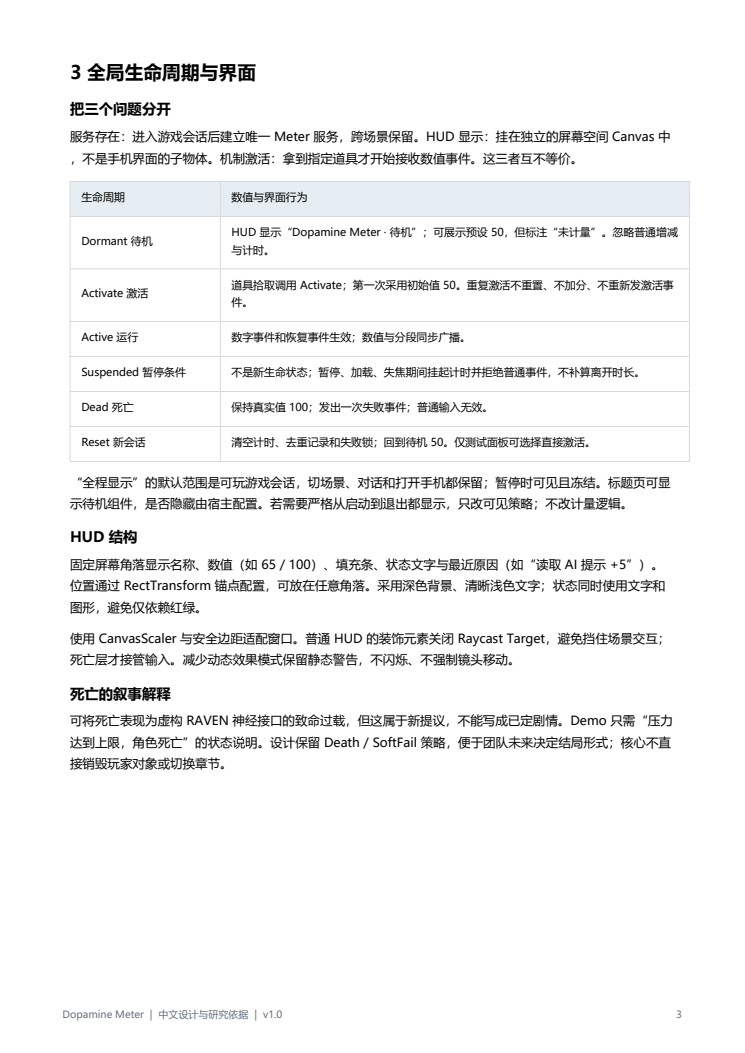 3 全局生命周期与界面
把三个问题分开
服务存在：进入游戏会话后建立唯一 Meter 服务，跨场景保留。HUD 显示：挂在独立的屏幕空间 Canvas 中
，不是手机界面的子物体。机制激活：拿到指定道具才开始接收数值事件。这三者互不等价。
生命周期 数值与界面行为
Dormant 待机 HUD 显示“Dopamine Meter · 待机”；可展示预设 50，但标注“未计量”。忽略普通增减
与计时。
Activate 激活 道具拾取调用 Activate；第一次采用初始值 50。重复激活不重置、不加分、不重新发激活事
件。
Active 运行 数字事件和恢复事件生效；数值与分段同步广播。
Suspended 暂停条件 不是新生命状态；暂停、加载、失焦期间挂起计时并拒绝普通事件，不补算离开时长。
Dead 死亡 保持真实值 100；发出一次失败事件；普通输入无效。
Reset 新会话 清空计时、去重记录和失败锁；回到待机 50。仅测试面板可选择直接激活。
“全程显示”的默认范围是可玩游戏会话，切场景、对话和打开手机都保留；暂停时可见且冻结。标题页可显
示待机组件，是否隐藏由宿主配置。若需要严格从启动到退出都显示，只改可见策略；不改计量逻辑。
HUD 结构
固定屏幕角落显示名称、数值（如 65 / 100）、填充条、状态文字与最近原因（如“读取 AI 提示 +5”）。
位置通过 RectTransform 锚点配置，可放在任意角落。采用深色背景、清晰浅色文字；状态同时使用文字和
图形，避免仅依赖红绿。
使用 CanvasScaler 与安全边距适配窗口。普通 HUD 的装饰元素关闭 Raycast Target，避免挡住场景交互；
死亡层才接管输入。减少动态效果模式保留静态警告，不闪烁、不强制镜头移动。
死亡的叙事解释
可将死亡表现为虚构 RAVEN 神经接口的致命过载，但这属于新提议，不能写成已定剧情。Demo 只需“压力
达到上限，角色死亡”的状态说明。设计保留 Death / SoftFail 策略，便于团队未来决定结局形式；核心不直
接销毁玩家对象或切换章节。
Dopamine Meter | 中文设计与研究依据 | v1.0 3